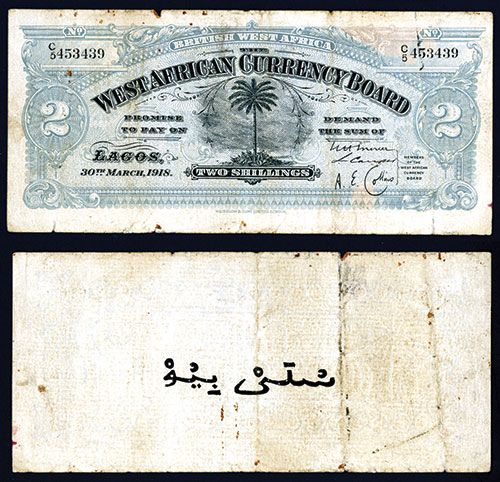 Nº
Nº
BRITISH WEST AFRICA
C/5 453439
C/5 453439
THE
WEST AFRICAN CURRENCY BOARD
PROMISE
TO PAY ON
DEMAND
THE SUM OF
2
2
LAGOS,
30TH MARCH, 1918.
TWO SHILLINGS
MEMBERS
OF THE
WEST AFRICAN
CURRENCY
BOARD
سُلَىْ بِيُوْ